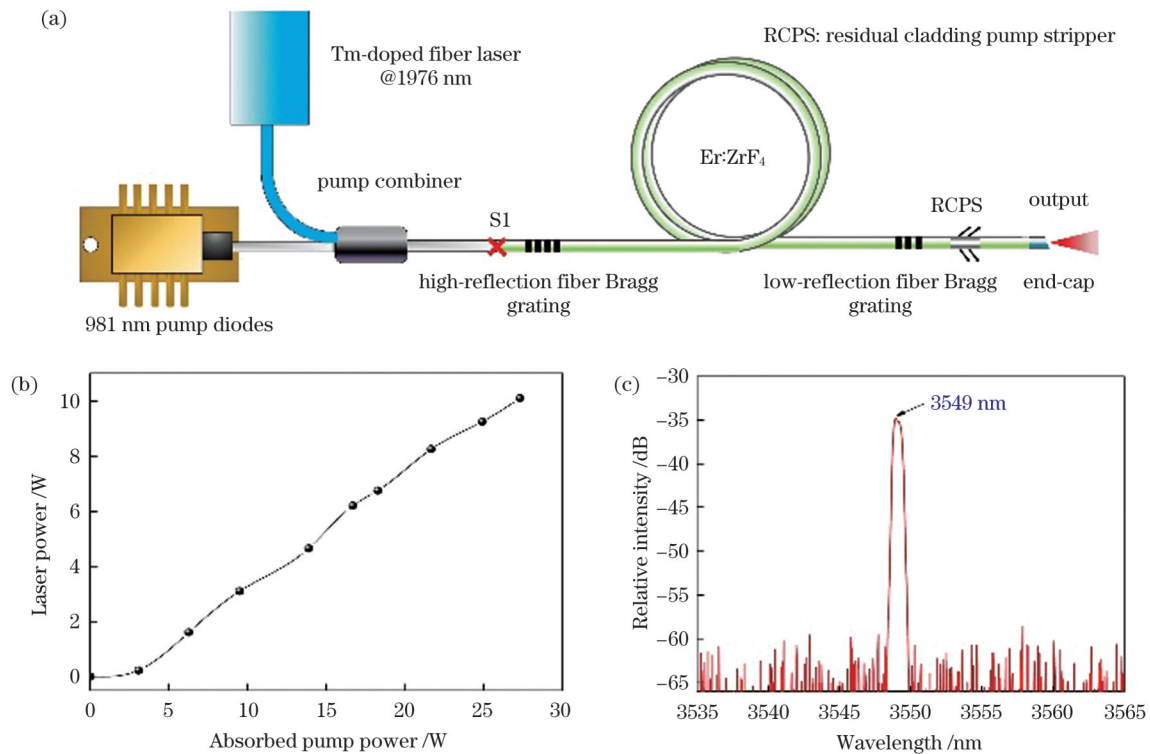 (a)
Tm-doped fiber laser
@1976 nm
RCPS: residual cladding pump stripper
pump combiner
Er:ZrF₄
S1
RCPS
output
high-reflection fiber Bragg
grating
low-reflection fiber Bragg
grating
end-cap
981 nm pump diodes
(b)
Laser power /W
10
8
6
4
2
0
0 5 10 15 20 25 30
Absorbed pump power /W
(c)
Relative intensity /dB
−30
−35
−40
−45
−50
−55
−60
−65
3549 nm
3535 3540 3545 3550 3555 3560 3565
Wavelength /nm